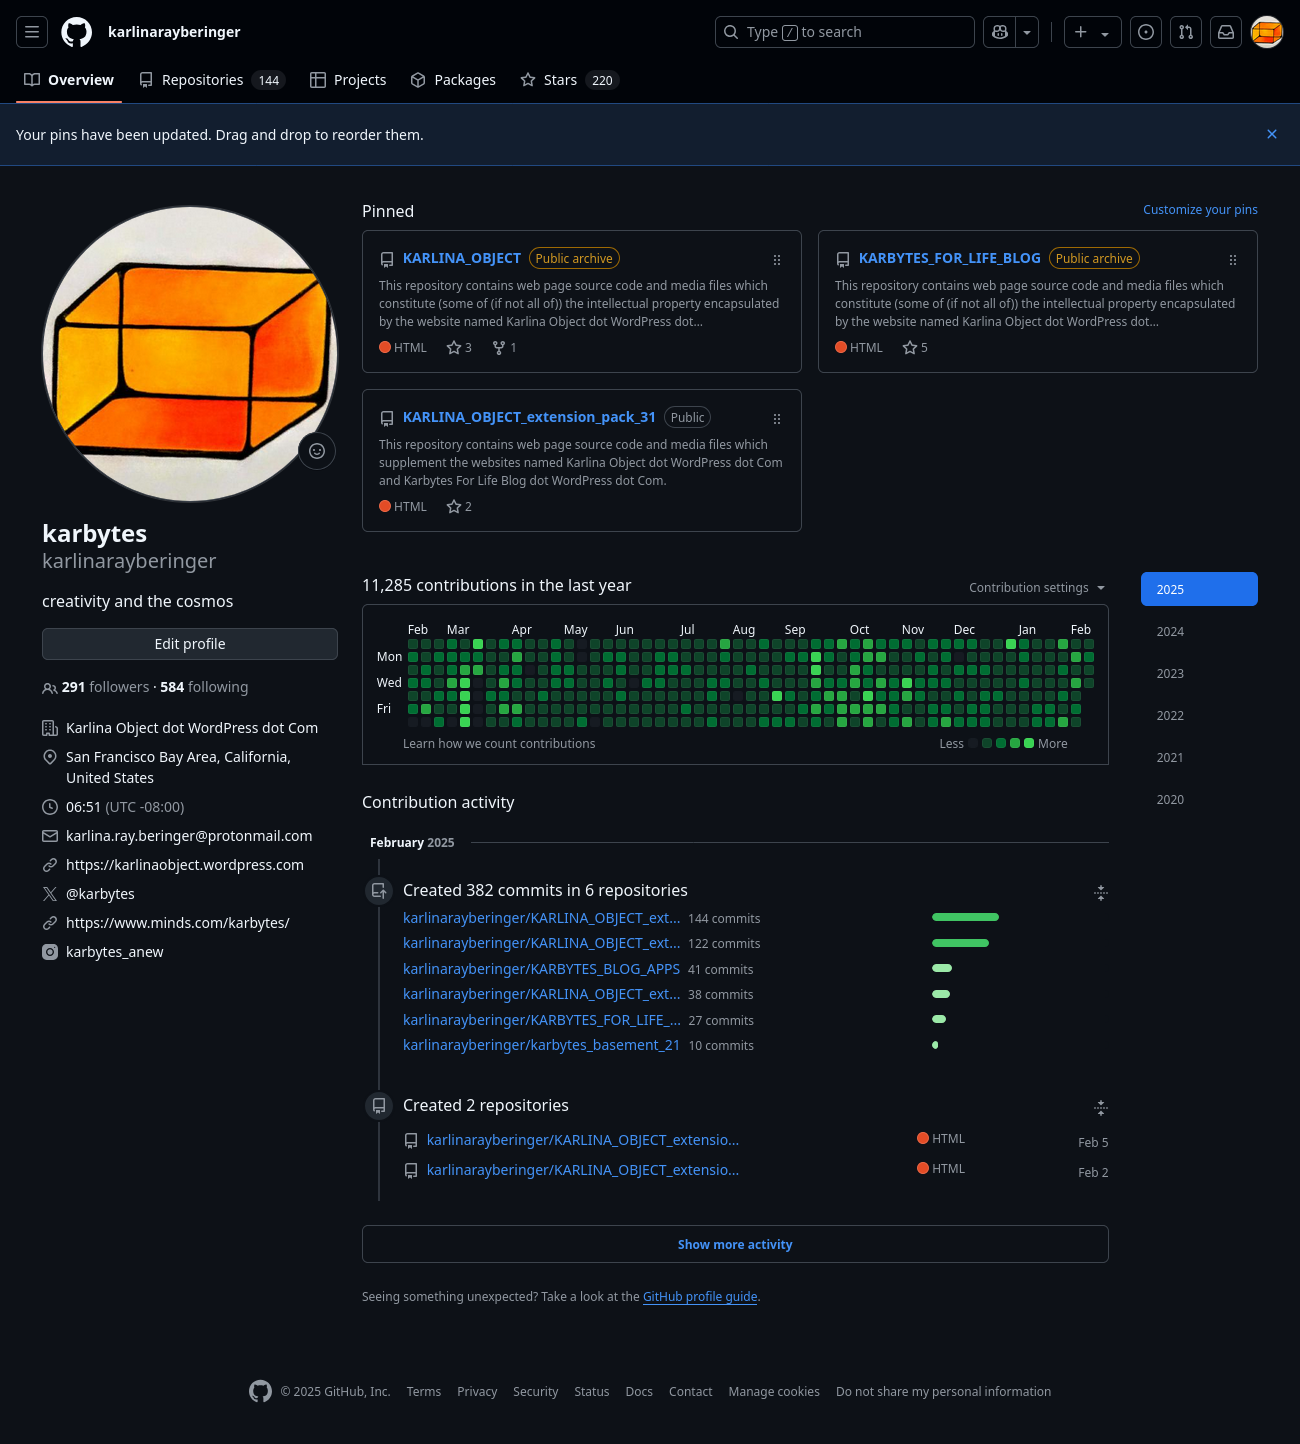 karlinarayberinger
Type / to search
Overview
Repositories 144
Projects
Packages
Stars 220
Your pins have been updated. Drag and drop to reorder them.
karbytes
karlinarayberinger
creativity and the cosmos
Edit profile
291 followers · 584 following
Karlina Object dot WordPress dot Com
San Francisco Bay Area, California,
United States
06:51 (UTC -08:00)
karlina.ray.beringer@protonmail.com
https://karlinaobject.wordpress.com
@karbytes
https://www.minds.com/karbytes/
karbytes_anew
Pinned
Customize your pins
KARLINA_OBJECT Public archive
This repository contains web page source code and media files which
constitute (some of (if not all of)) the intellectual property encapsulated
by the website named Karlina Object dot WordPress dot…
HTML 3 1
KARBYTES_FOR_LIFE_BLOG Public archive
This repository contains web page source code and media files which
constitute (some of (if not all of)) the intellectual property encapsulated
by the website named Karlina Object dot WordPress dot…
HTML 5
KARLINA_OBJECT_extension_pack_31 Public
This repository contains web page source code and media files which
supplement the websites named Karlina Object dot WordPress dot Com
and Karbytes For Life Blog dot WordPress dot Com.
HTML 2
11,285 contributions in the last year
Contribution settings
Feb Mar Apr May Jun Jul Aug Sep Oct Nov Dec Jan Feb
Mon
Wed
Fri
Learn how we count contributions
Less More
2025
2024
2023
2022
2021
2020
Contribution activity
February 2025
Created 382 commits in 6 repositories
karlinarayberinger/KARLINA_OBJECT_ext… 144 commits
karlinarayberinger/KARLINA_OBJECT_ext… 122 commits
karlinarayberinger/KARBYTES_BLOG_APPS 41 commits
karlinarayberinger/KARLINA_OBJECT_ext… 38 commits
karlinarayberinger/KARBYTES_FOR_LIFE_… 27 commits
karlinarayberinger/karbytes_basement_21 10 commits
Created 2 repositories
karlinarayberinger/KARLINA_OBJECT_extensio… HTML Feb 5
karlinarayberinger/KARLINA_OBJECT_extensio… HTML Feb 2
Show more activity
Seeing something unexpected? Take a look at the GitHub profile guide.
© 2025 GitHub, Inc. Terms Privacy Security Status Docs Contact Manage cookies Do not share my personal information